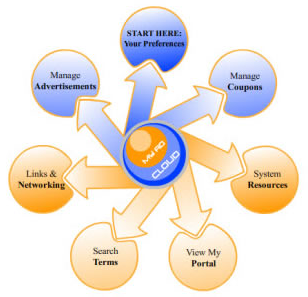 START HERE:
Your Preferences
Manage
Advertisements
Manage
Coupons
MY AD
CLOUD
Links &
Networking
System
Resources
Search
Terms
View My
Portal